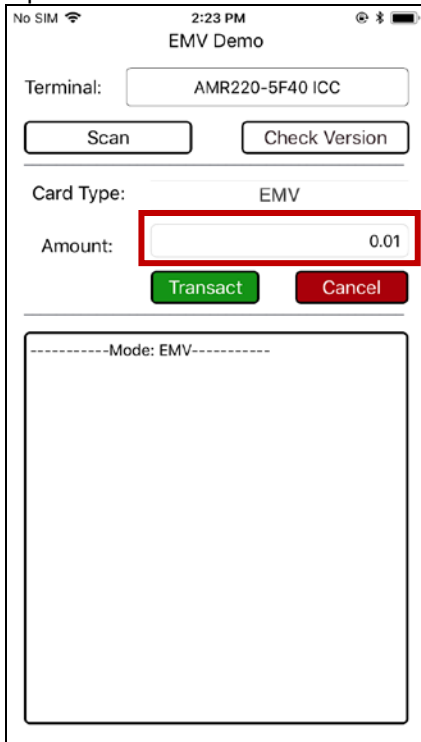 No SIM 2:23 PM
EMV Demo
Terminal: AMR220-5F40 ICC
Scan Check Version
Card Type: EMV
Amount: 0.01
Transact Cancel
-----------Mode: EMV-----------